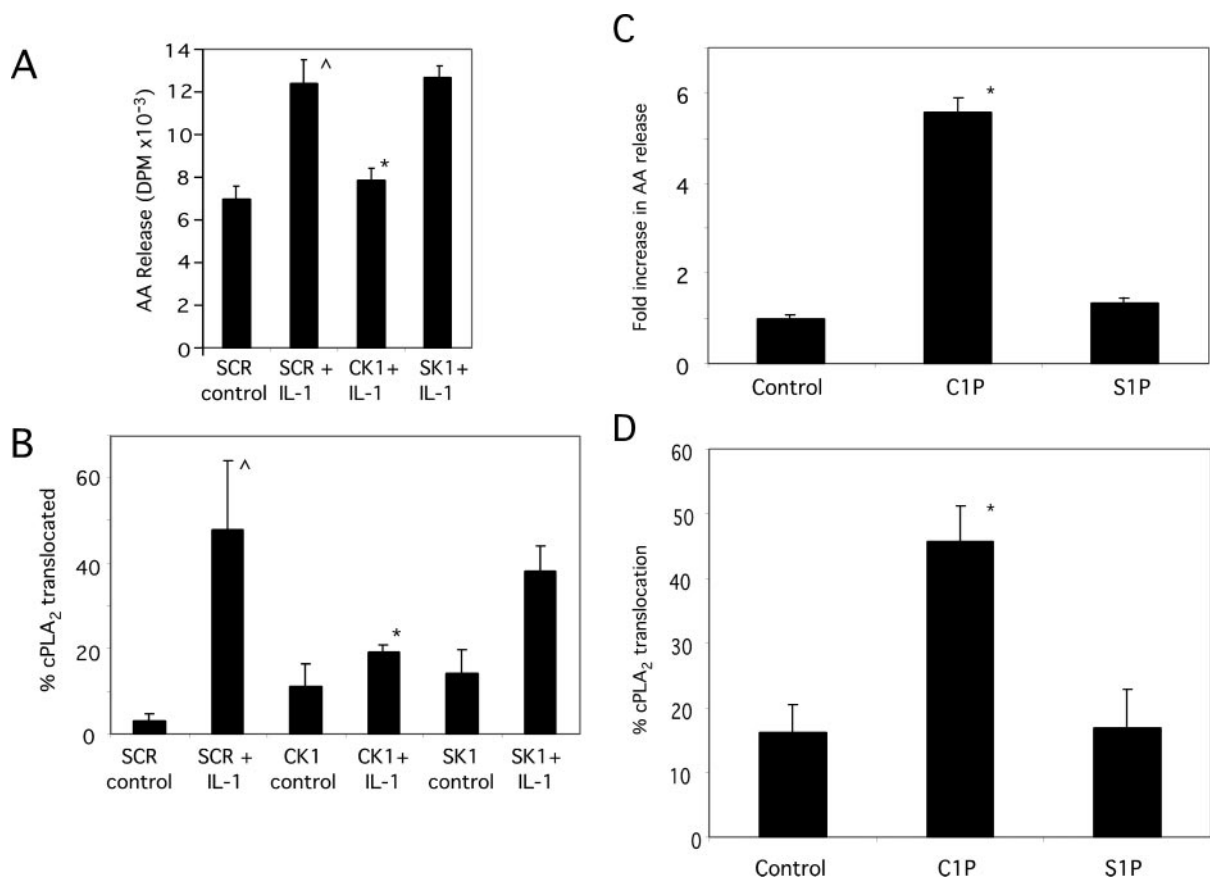 A
AA Release (DPM x10⁻³)
14
12
10
8
6
4
2
0
^
*
SCR control
SCR + IL-1
CK1+ IL-1
SK1+ IL-1
B
% cPLA₂ translocated
60
40
20
0
^
*
SCR control
SCR + IL-1
CK1 control
CK1+ IL-1
SK1 control
SK1+ IL-1
C
Fold increase in AA release
6
4
2
0
*
Control
C1P
S1P
D
% cPLA₂ translocation
60
50
40
30
20
10
0
*
Control
C1P
S1P